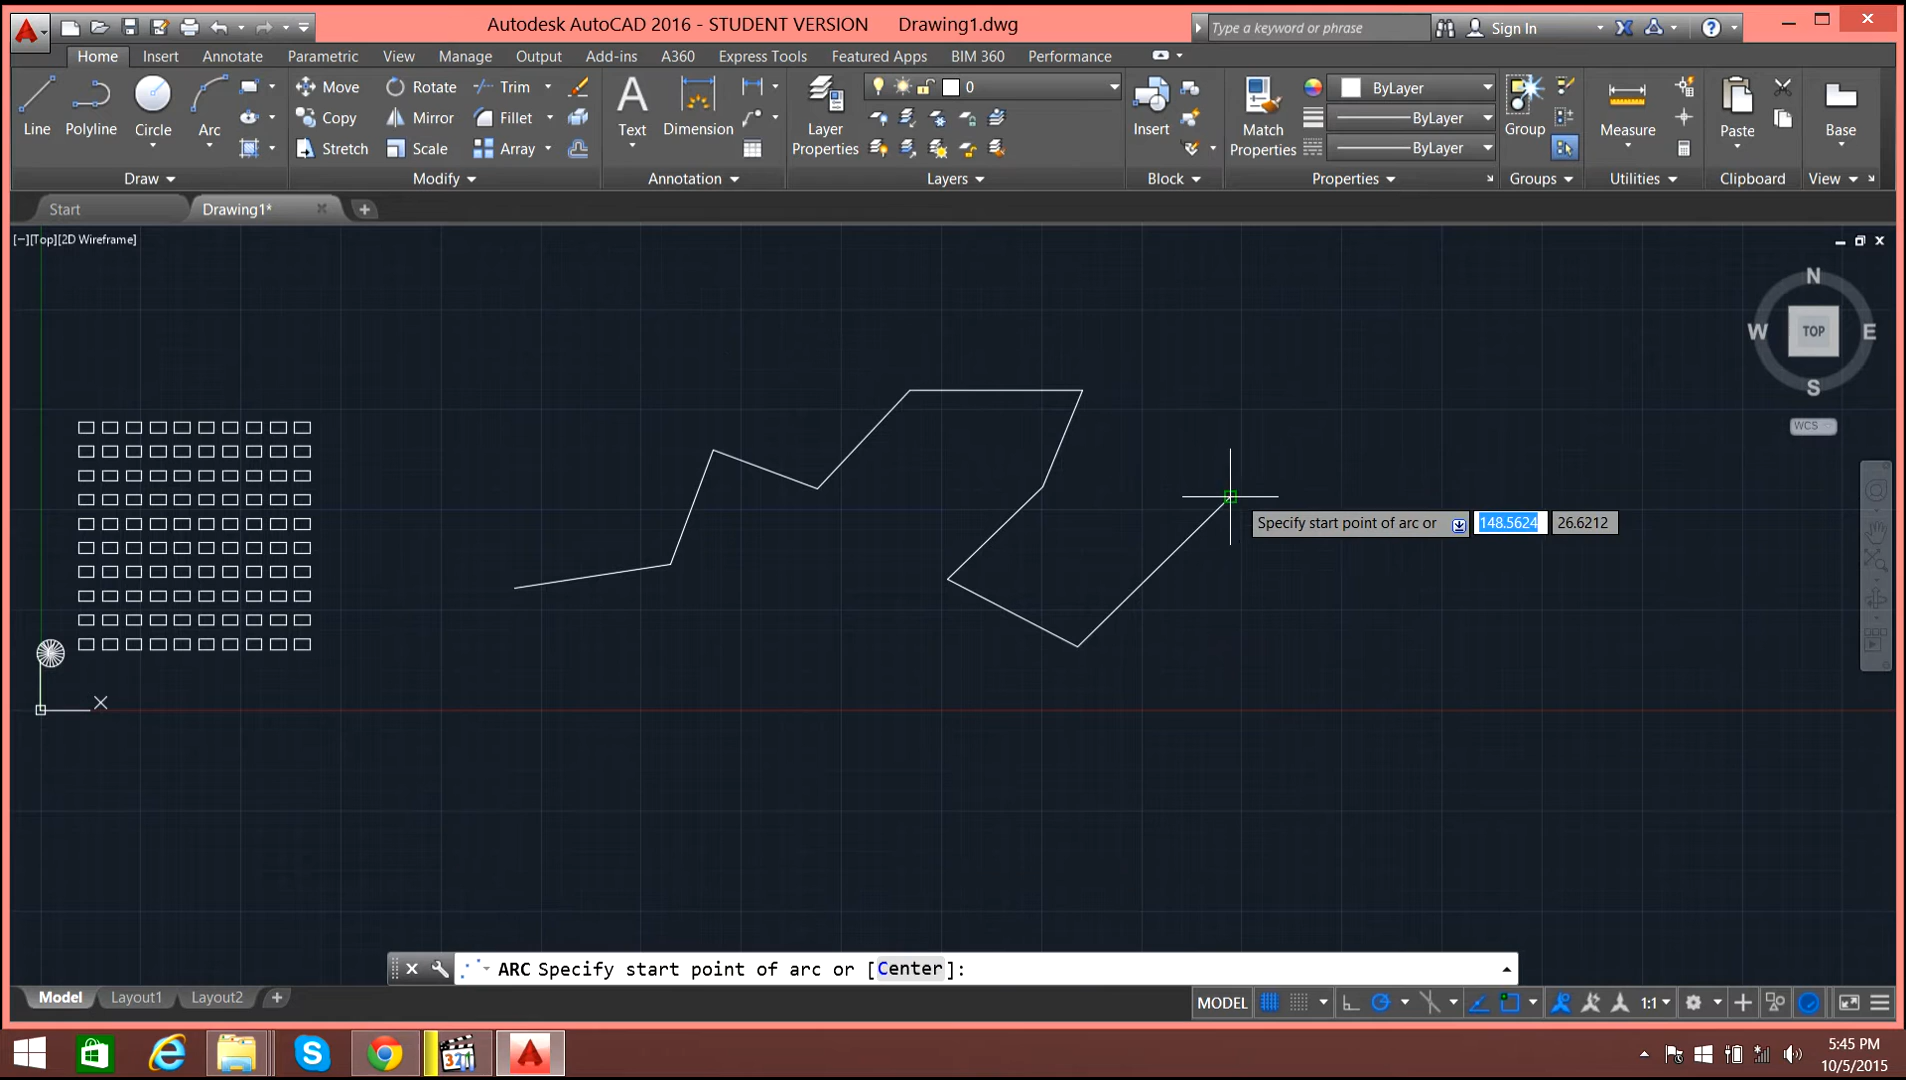 Autodesk AutoCAD 2016 - STUDENT VERSION Drawing1.dwg
Type a keyword or phrase
Sign In
Home Insert Annotate Parametric View Manage Output Add-ins A360 Express Tools Featured Apps BIM 360 Performance
Line Polyline Circle Arc
Move Rotate Trim
Copy Mirror Fillet
Stretch Scale Array
Text Dimension
Layer Properties
0
Insert
Match Properties
ByLayer
ByLayer
ByLayer
Group Measure Paste Base
Draw Modify Annotation Layers Block Properties Groups Utilities Clipboard View
Start Drawing1*
[−][Top][2D Wireframe]
N
W TOP E
S
WCS
Specify start point of arc or 148.5624 26.6212
ARC Specify start point of arc or [Center]:
Model Layout1 Layout2
MODEL 1:1
321
5:45 PM
10/5/2015